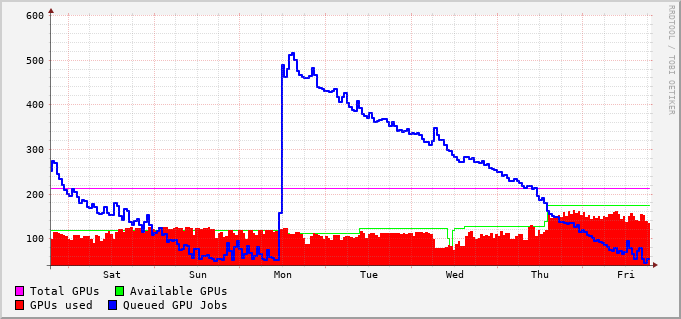 600
500
400
300
200
100
Sat Sun Mon Tue Wed Thu Fri
Total GPUs Available GPUs
GPUs used Queued GPU Jobs
RRDTOOL / TOBI OETIKER